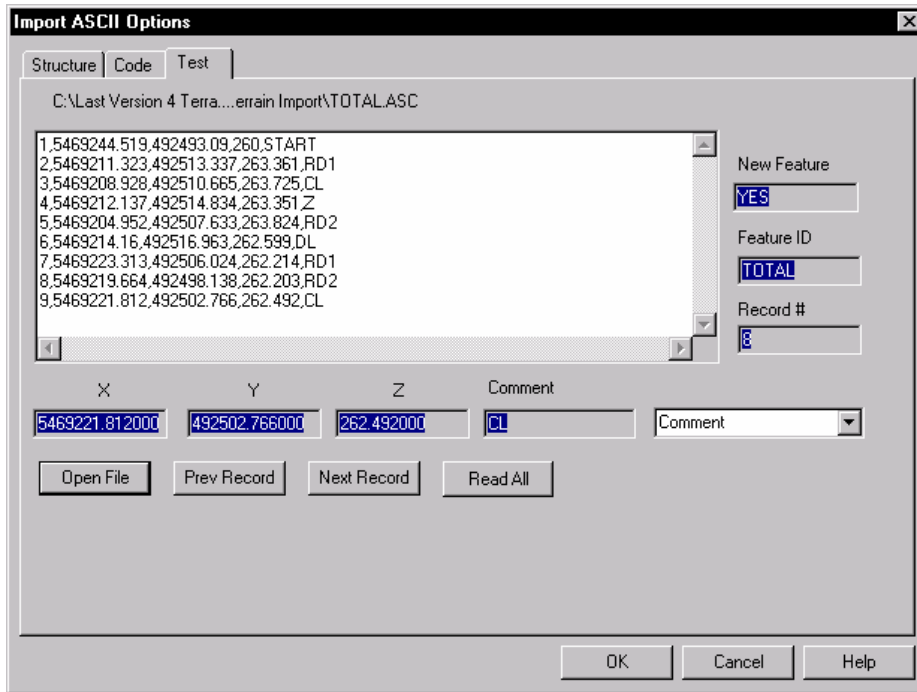 Import ASCII Options
Structure Code Test
C:\Last Version 4 Terra....errain Import\TOTAL.ASC
1,5469244.519,492493.09,260,START
2,5469211.323,492513.337,263.361,RD1
3,5469208.928,492510.665,263.725,CL
4,5469212.137,492514.834,263.351,Z
5,5469204.952,492507.633,263.824,RD2
6,5469214.16,492516.963,262.599,DL
7,5469223.313,492506.024,262.214,RD1
8,5469219.664,492498.138,262.203,RD2
9,5469221.812,492502.766,262.492,CL
New Feature
YES
Feature ID
TOTAL
Record #
8
X Y Z Comment
5469221.812000 492502.766000 262.492000 CL Comment
Open File Prev Record Next Record Read All
OK Cancel Help